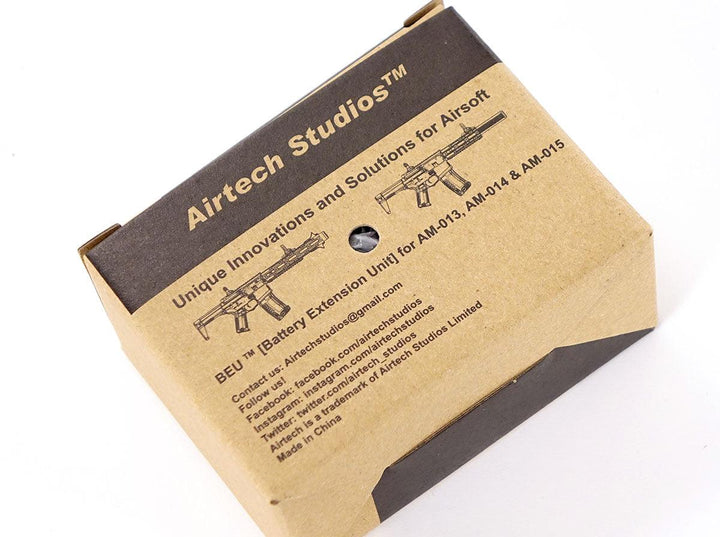 Airtech Studios™
Unique Innovations and Solutions for Airsoft
BEU™ [Battery Extension Unit] for AM-013, AM-014 & AM-015
Contact us: Airtechstudios@gmail.com
Follow us!
Facebook: facebook.com/airtechstudios
Instagram: instagram.com/airtechstudios
Twitter: twitter.com/airtech_studios
Airtech is a trademark of Airtech Studios Limited
Made in China